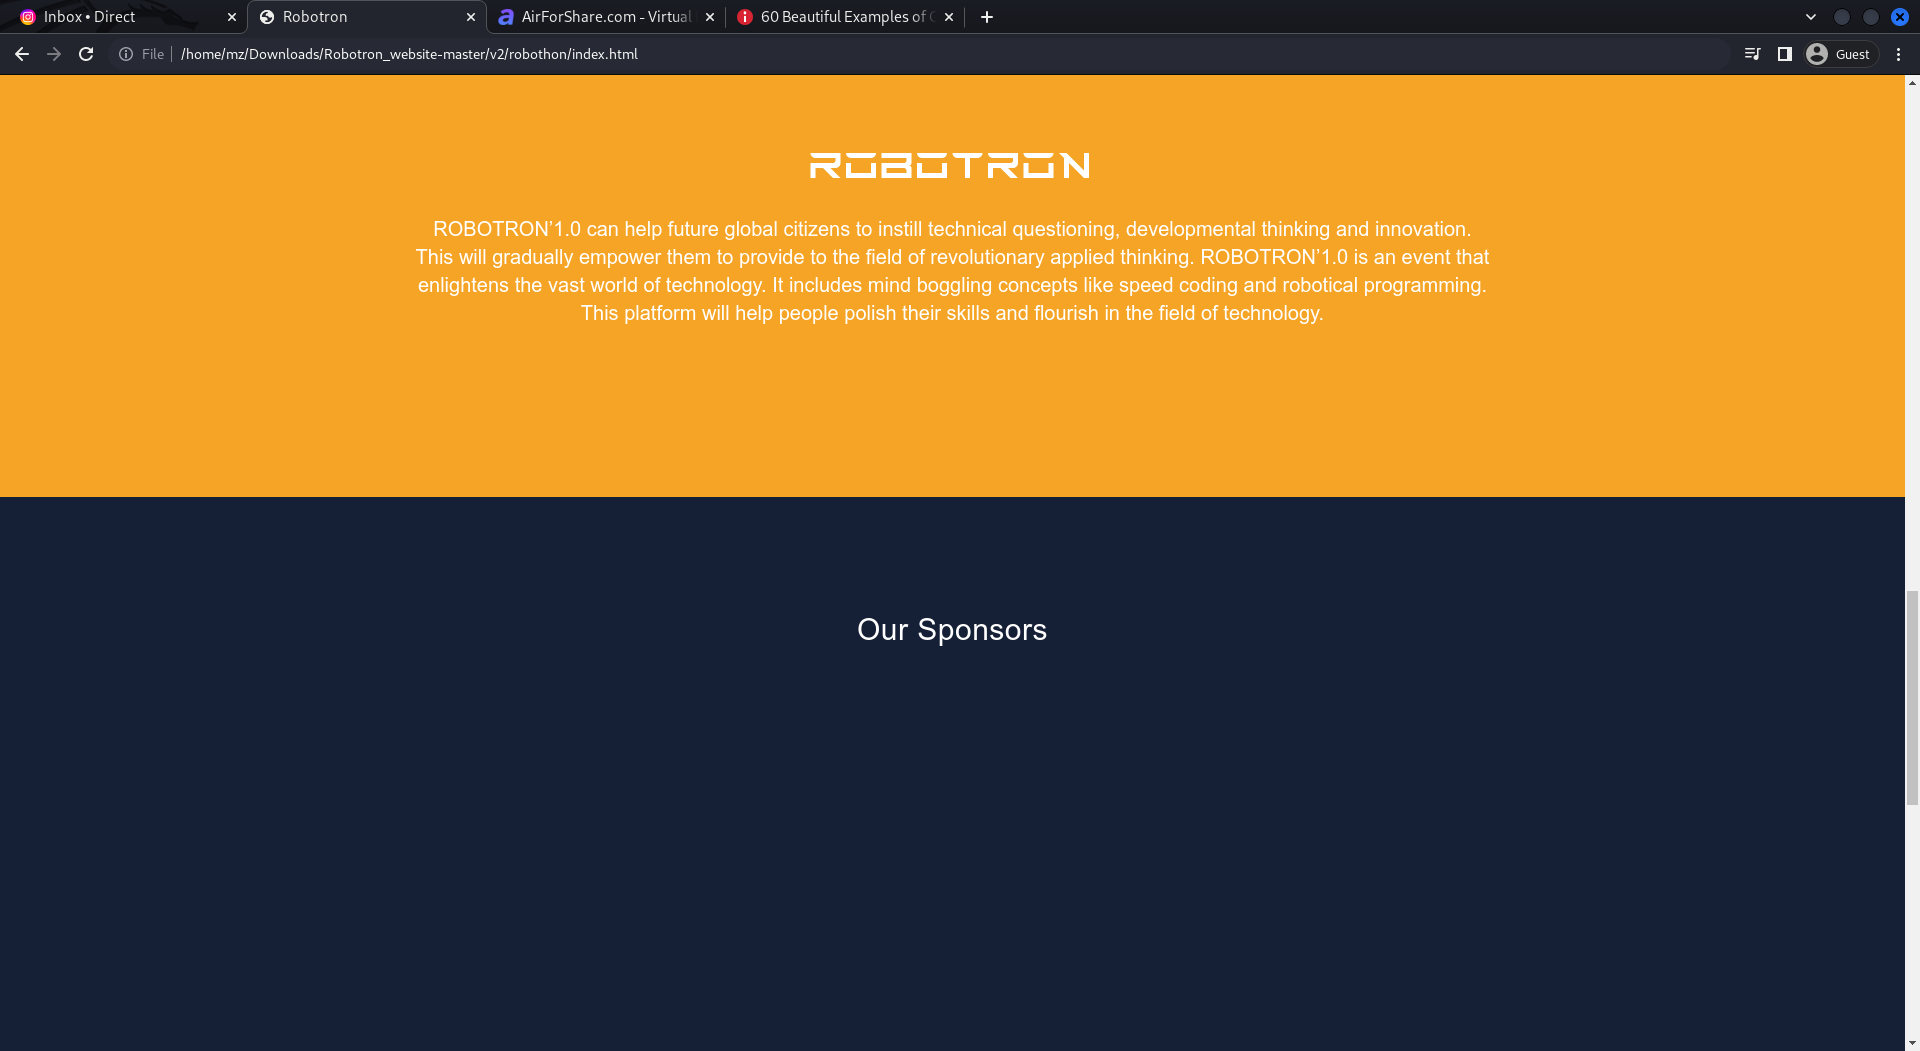 Inbox • Direct
Robotron
AirForShare.com - Virtual
60 Beautiful Examples of
File
/home/mz/Downloads/Robotron_website-master/v2/robothon/index.html
Guest
ROBOTRON
ROBOTRON’1.0 can help future global citizens to instill technical questioning, developmental thinking and innovation.
This will gradually empower them to provide to the field of revolutionary applied thinking. ROBOTRON’1.0 is an event that
enlightens the vast world of technology. It includes mind boggling concepts like speed coding and robotical programming.
This platform will help people polish their skills and flourish in the field of technology.
Our Sponsors